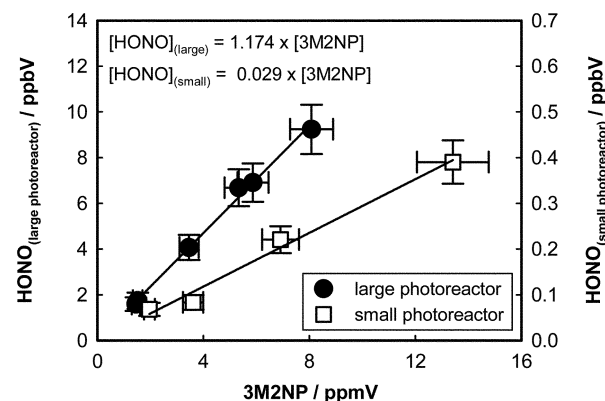 [HONO](large) = 1.174 x [3M2NP]
[HONO](small) = 0.029 x [3M2NP]
HONO(large photoreactor) / ppbV
14
12
10
8
6
4
2
0
0.7
0.6
0.5
0.4
0.3
0.2
0.1
0.0
HONO(small photoreactor) / ppbV
large photoreactor
small photoreactor
0 4 8 12 16
3M2NP / ppmV